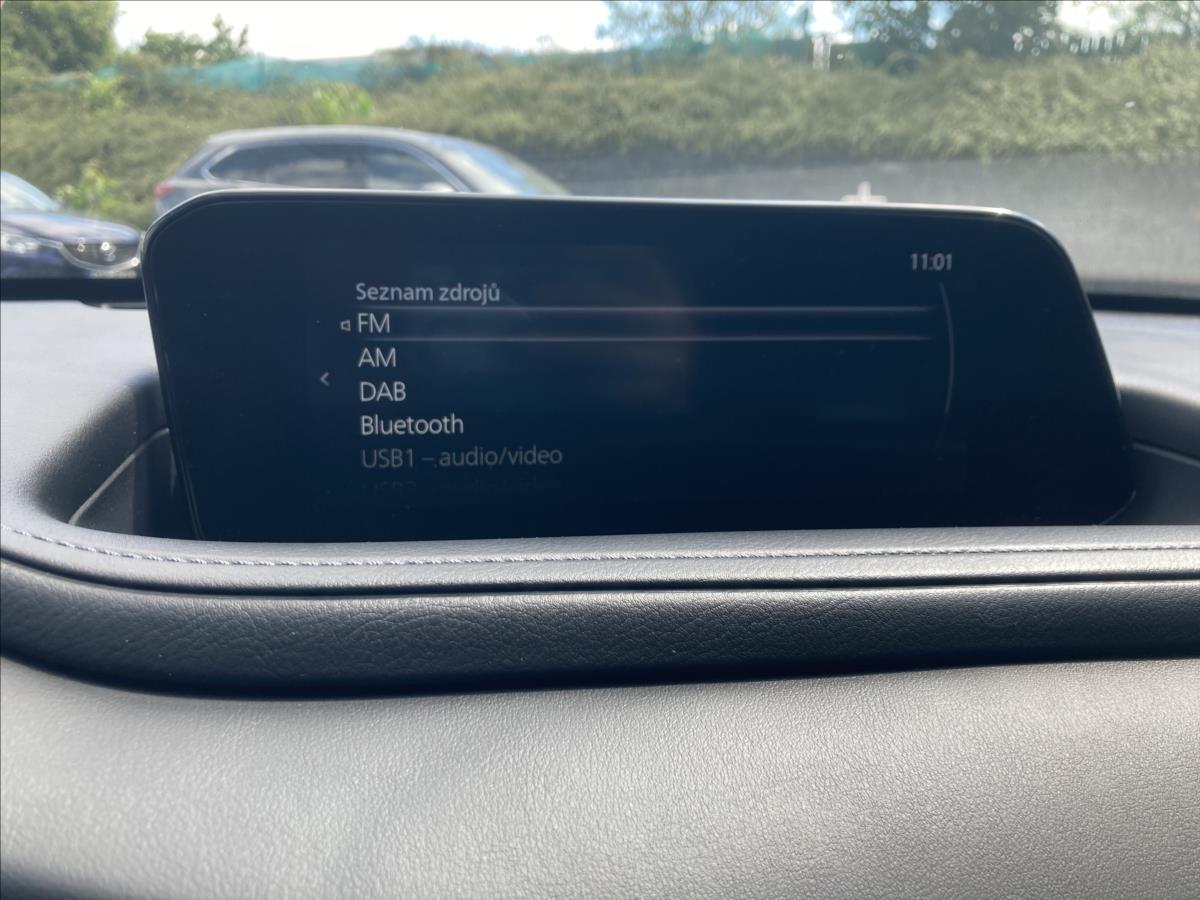 11:01
Seznam zdrojů
FM
AM
DAB
Bluetooth
USB1 – audio/video